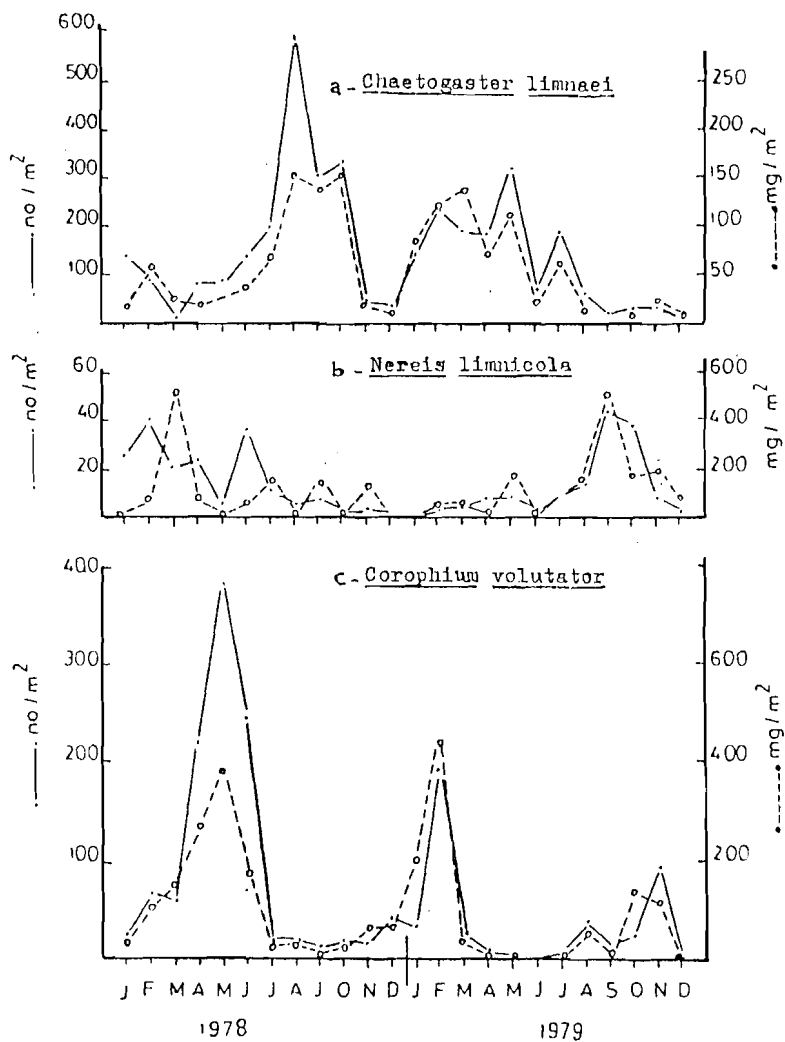 a - Chaetogaster limnaei
600
500
400
300
200
100
no / m²
250
200
150
100
50
mg / m²
b - Nereis limnicola
60
40
20
no / m²
600
400
200
mg / m²
c - Corophium volutator
400
300
200
100
no / m²
600
400
200
mg / m²
J F M A M J J A J O N D J F M A M J J A S O N D
1978 1979